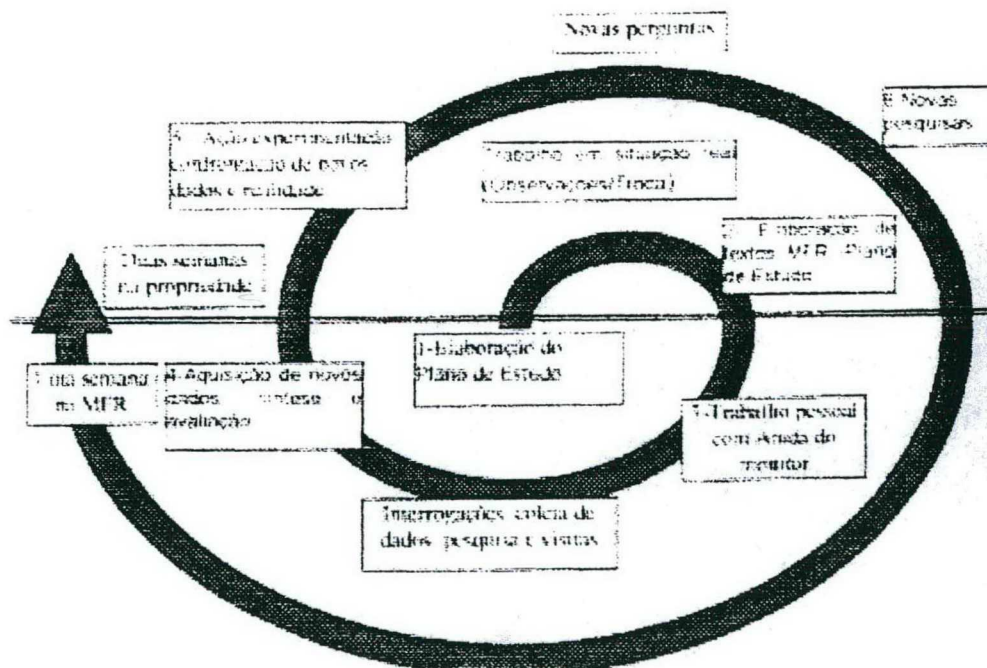 Novas perguntas
6 Novas
pesquisas
5 Ação experimentação
confrontação de novos
dados e realidade
Trabalho em situação real
(Observações/Troca)
2- Elaboração de
textos MFR Plano
de Estudo
Duas semanas
na propriedade
1-Elaboração do
Plano de Estudo
Uma semana
na MFR
4-Aquisição de novos
dados síntese e
avaliação
3-Trabalho pessoal
com Ajuda do
monitor
Interrogações, coleta de
dados, pesquisa e visitas